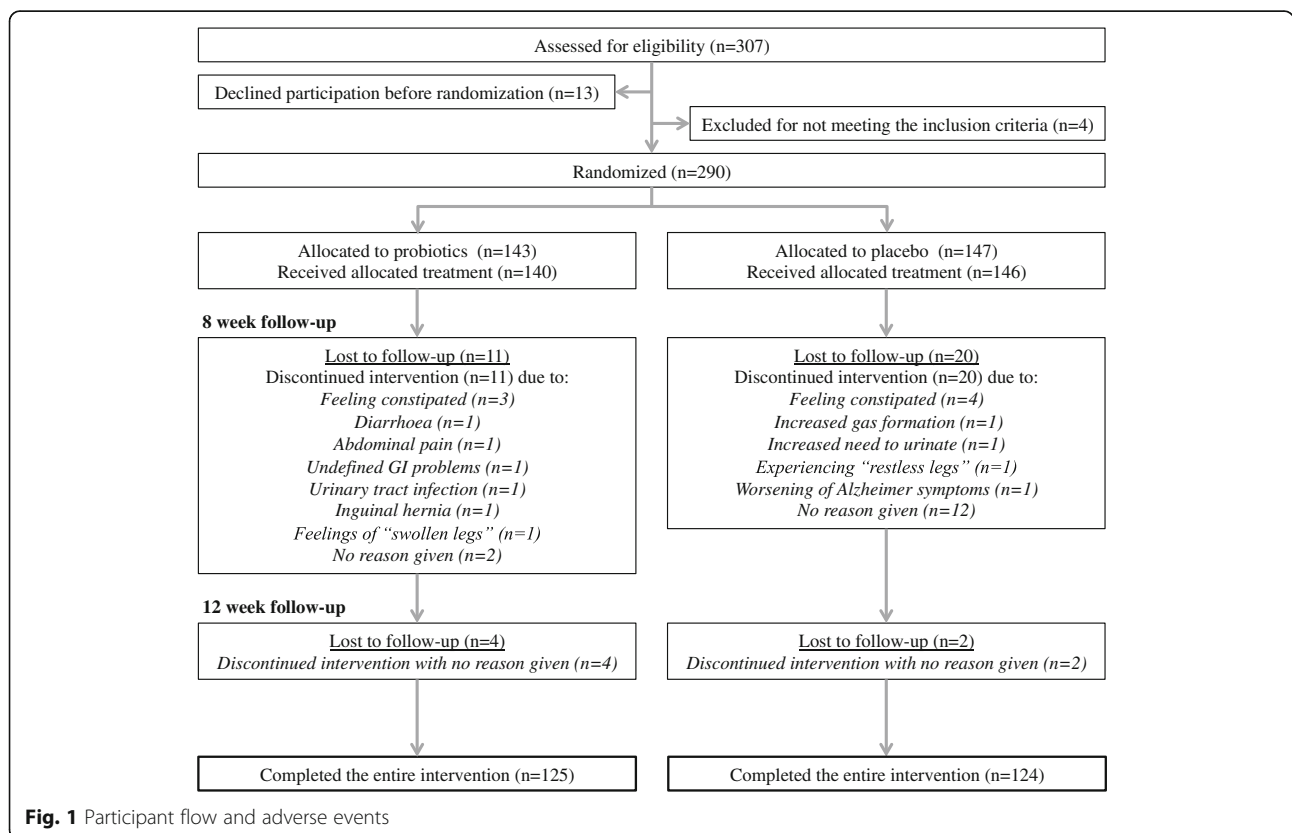 Assessed for eligibility (n=307)
Declined participation before randomization (n=13)
Excluded for not meeting the inclusion criteria (n=4)
Randomized (n=290)
Allocated to probiotics (n=143)
Received allocated treatment (n=140)
Allocated to placebo (n=147)
Received allocated treatment (n=146)
8 week follow-up
Lost to follow-up (n=11)
Discontinued intervention (n=11) due to:
Feeling constipated (n=3)
Diarrhoea (n=1)
Abdominal pain (n=1)
Undefined GI problems (n=1)
Urinary tract infection (n=1)
Inguinal hernia (n=1)
Feelings of “swollen legs” (n=1)
No reason given (n=2)
Lost to follow-up (n=20)
Discontinued intervention (n=20) due to:
Feeling constipated (n=4)
Increased gas formation (n=1)
Increased need to urinate (n=1)
Experiencing “restless legs” (n=1)
Worsening of Alzheimer symptoms (n=1)
No reason given (n=12)
12 week follow-up
Lost to follow-up (n=4)
Discontinued intervention with no reason given (n=4)
Lost to follow-up (n=2)
Discontinued intervention with no reason given (n=2)
Completed the entire intervention (n=125)
Completed the entire intervention (n=124)
Fig. 1 Participant flow and adverse events